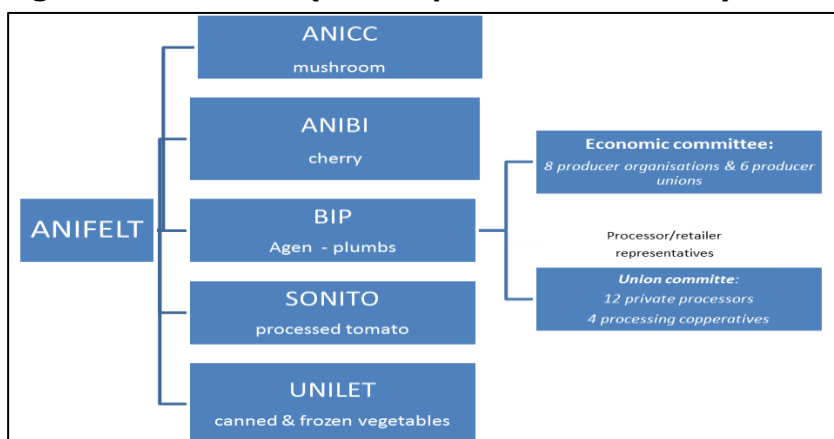 ANIFELT
ANICC
mushroom
ANIBI
cherry
BIP
Agen - plumbs
SONITO
processed tomato
UNILET
canned & frozen vegetables
Economic committee:
8 producer organisations & 6 producer
unions
Processor/retailer
representatives
Union committe:
12 private processors
4 processing copperatives